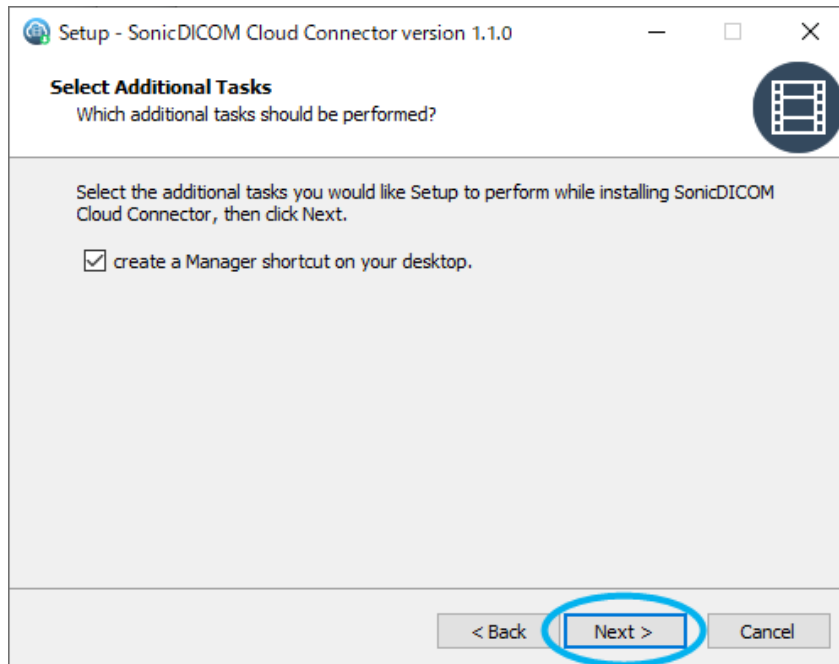 Setup - SonicDICOM Cloud Connector version 1.1.0
Select Additional Tasks
Which additional tasks should be performed?
Select the additional tasks you would like Setup to perform while installing SonicDICOM
Cloud Connector, then click Next.
create a Manager shortcut on your desktop.
< Back
Next >
Cancel